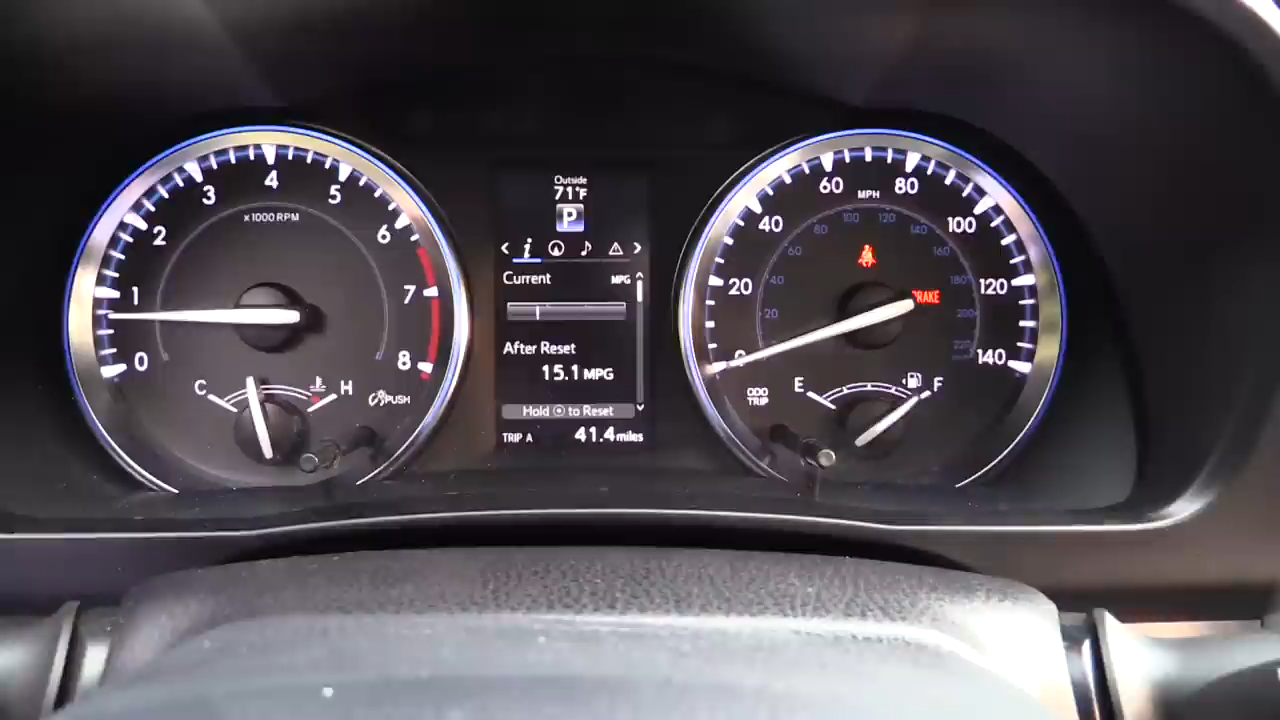 0
1
2
3
4
5
6
7
8
x1000 RPM
C
H
PUSH
Outside
71°F
P
Current
MPG
After Reset
15.1 MPG
Hold to Reset
TRIP A
41.4 miles
0
20
40
60
80
100
120
140
MPH
20
40
60
80
100
120
140
160
180
200
220
BRAKE
ODO
TRIP
E
F